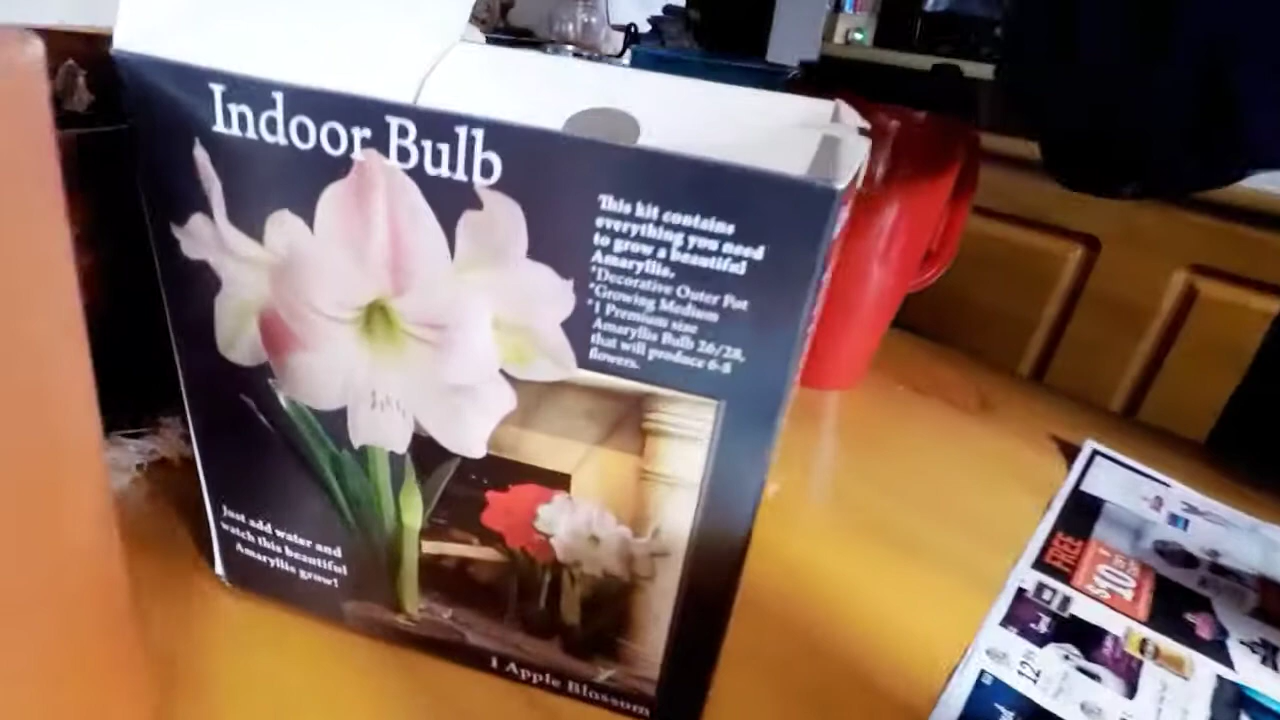 Indoor Bulb
This kit contains
everything you need
to grow a beautiful
Amaryllis.
*Decorative Outer Pot
*Growing Medium
*1 Premium size
Amaryllis Bulb 26/28,
that will produce 6-8
flowers.
Just add water and
watch this beautiful
Amaryllis grow!
1 Apple Blossom
FREE
$10
12